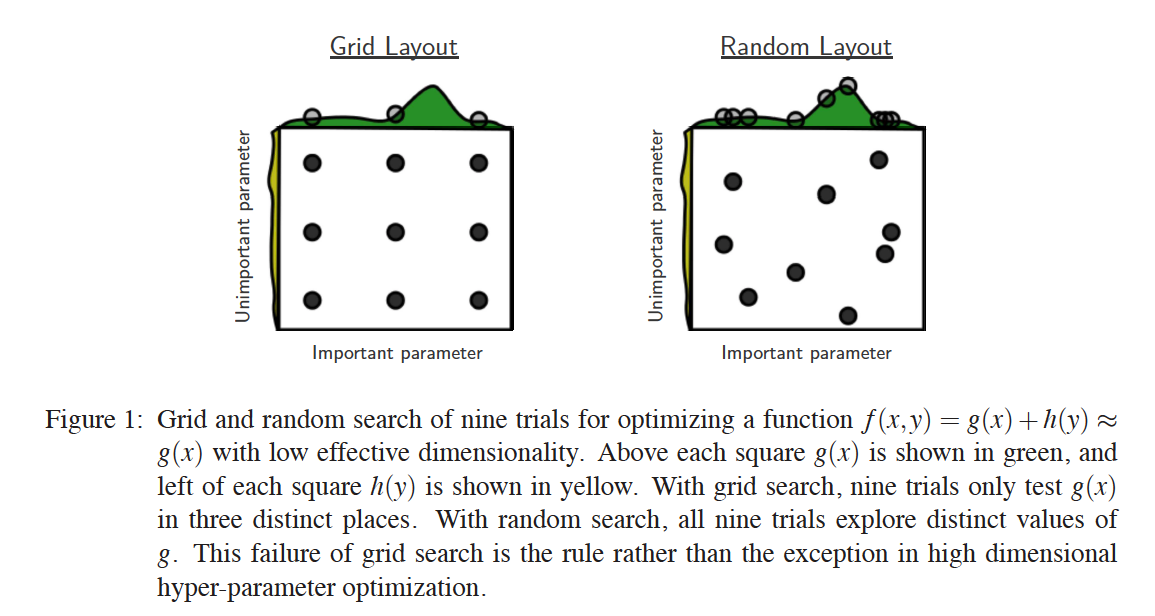 Grid Layout
Unimportant parameter
Important parameter
Random Layout
Unimportant parameter
Important parameter
Figure 1: Grid and random search of nine trials for optimizing a function f(x,y) = g(x) + h(y) ≈
g(x) with low effective dimensionality. Above each square g(x) is shown in green, and
left of each square h(y) is shown in yellow. With grid search, nine trials only test g(x)
in three distinct places. With random search, all nine trials explore distinct values of
g. This failure of grid search is the rule rather than the exception in high dimensional
hyper-parameter optimization.